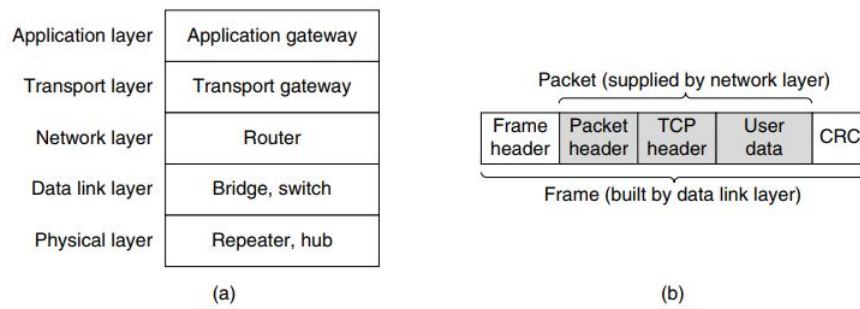 Application layer Application gateway
Transport layer Transport gateway
Network layer Router
Data link layer Bridge, switch
Physical layer Repeater, hub
(a)
Packet (supplied by network layer)
Frame header
Packet header
TCP header
User data
CRC
Frame (built by data link layer)
(b)